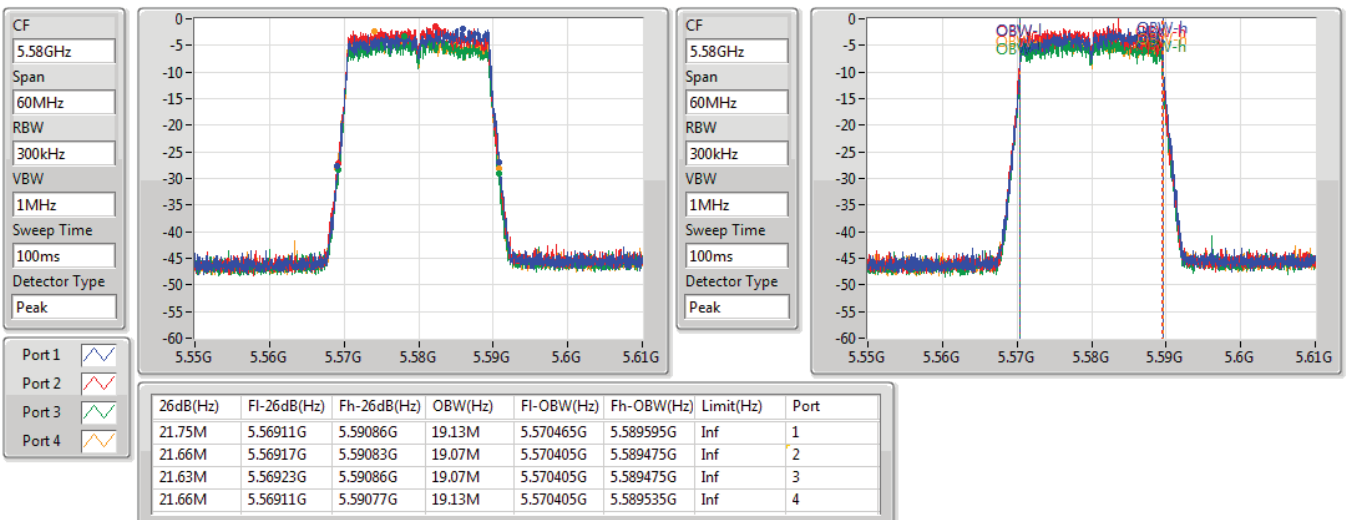 CF
5.58GHz
Span
60MHz
RBW
300kHz
VBW
1MHz
Sweep Time
100ms
Detector Type
Peak
0
-5
-10
-15
-20
-25
-30
-35
-40
-45
-50
-55
-60
5.55G 5.56G 5.57G 5.58G 5.59G 5.6G 5.61G
CF
5.58GHz
Span
60MHz
RBW
300kHz
VBW
1MHz
Sweep Time
100ms
Detector Type
Peak
0
-5
-10
-15
-20
-25
-30
-35
-40
-45
-50
-55
-60
OBW-h
5.55G 5.56G 5.57G 5.58G 5.59G 5.6G 5.61G
Port 1
Port 2
Port 3
Port 4
26dB(Hz) Fl-26dB(Hz) Fh-26dB(Hz) OBW(Hz) Fl-OBW(Hz) Fh-OBW(Hz) Limit(Hz) Port
21.75M 5.56911G 5.59086G 19.13M 5.570465G 5.589595G Inf 1
21.66M 5.56917G 5.59083G 19.07M 5.570405G 5.589475G Inf 2
21.63M 5.56923G 5.59086G 19.07M 5.570405G 5.589475G Inf 3
21.66M 5.56911G 5.59077G 19.13M 5.570405G 5.589535G Inf 4